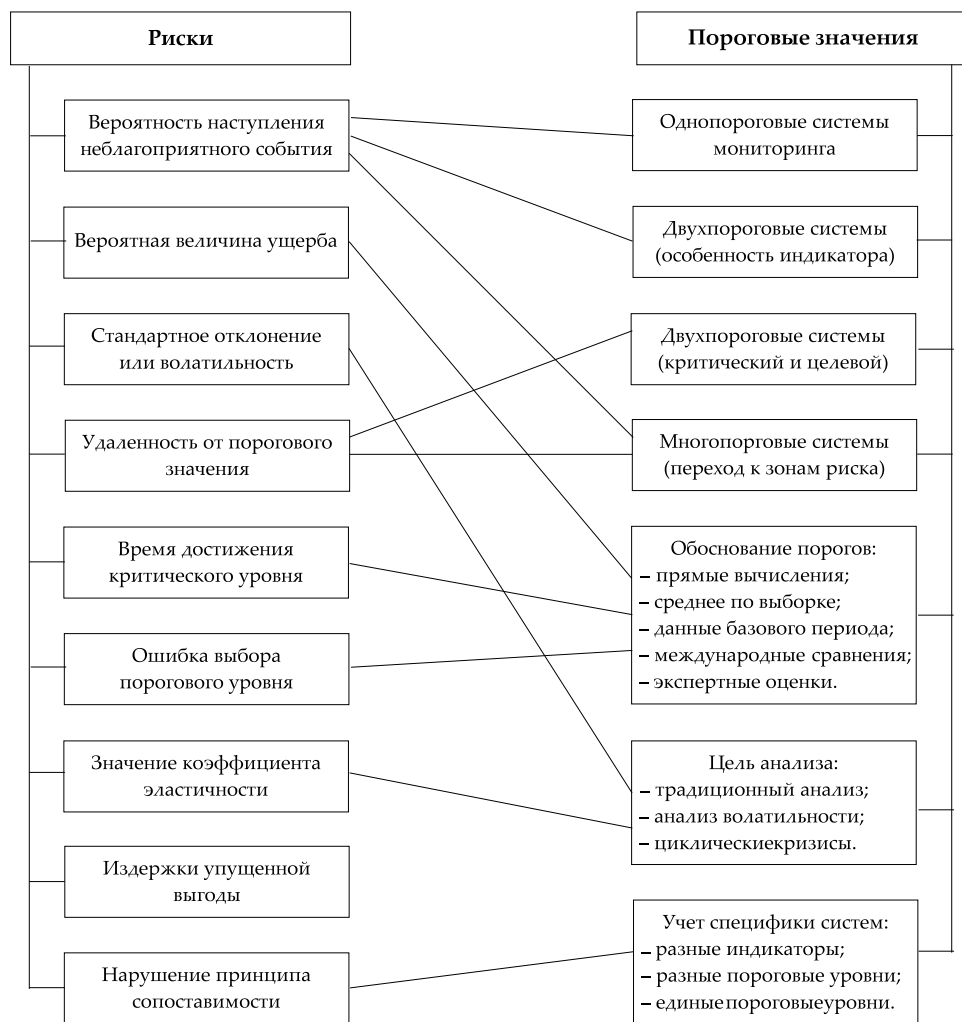 Риски
Вероятность наступления
неблагоприятного события
Вероятная величина ущерба
Стандартное отклонение
или волатильность
Удаленность от порогового
значения
Время достижения
критического уровня
Ошибка выбора
порогового уровня
Значение коэффициента
эластичности
Издержки упущенной
выгоды
Нарушение принципа
сопоставимости
Пороговые значения
Однопороговые системы
мониторинга
Двухпороговые системы
(особенность индикатора)
Двухпороговые системы
(критический и целевой)
Многопорговые системы
(переход к зонам риска)
Обоснование порогов:
– прямые вычисления;
– среднее по выборке;
– данные базового периода;
– международные сравнения;
– экспертные оценки.
Цель анализа:
– традиционный анализ;
– анализ волатильности;
– циклическиекризисы.
Учет специфики систем:
– разные индикаторы;
– разные пороговые уровни;
– единыепороговыеуровни.